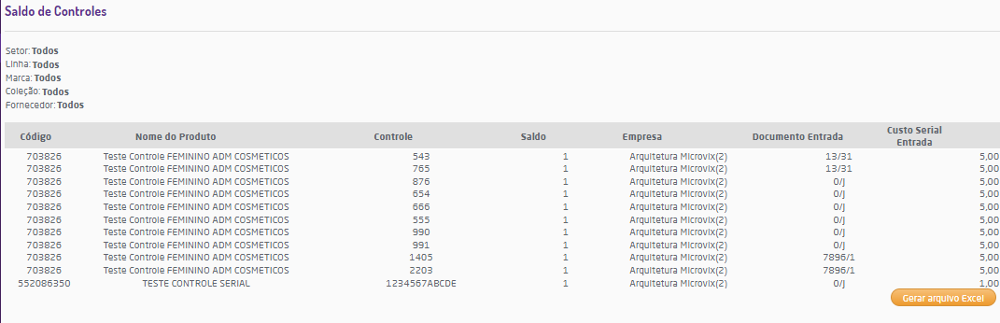 Saldo de Controles
Setor: Todos
Linha: Todos
Marca: Todos
Coleção: Todos
Fornecedor: Todos
Código Nome do Produto Controle Saldo Empresa Documento Entrada Custo Serial Entrada
703826 Teste Controle FEMININO ADM COSMETICOS 543 1 Arquitetura Microvix(2) 13/31 5,00
703826 Teste Controle FEMININO ADM COSMETICOS 765 1 Arquitetura Microvix(2) 13/31 5,00
703826 Teste Controle FEMININO ADM COSMETICOS 876 1 Arquitetura Microvix(2) 0/J 5,00
703826 Teste Controle FEMININO ADM COSMETICOS 654 1 Arquitetura Microvix(2) 0/J 5,00
703826 Teste Controle FEMININO ADM COSMETICOS 666 1 Arquitetura Microvix(2) 0/J 5,00
703826 Teste Controle FEMININO ADM COSMETICOS 555 1 Arquitetura Microvix(2) 0/J 5,00
703826 Teste Controle FEMININO ADM COSMETICOS 990 1 Arquitetura Microvix(2) 0/J 5,00
703826 Teste Controle FEMININO ADM COSMETICOS 991 1 Arquitetura Microvix(2) 0/J 5,00
703826 Teste Controle FEMININO ADM COSMETICOS 1405 1 Arquitetura Microvix(2) 7896/1 5,00
703826 Teste Controle FEMININO ADM COSMETICOS 2203 1 Arquitetura Microvix(2) 7896/1 5,00
552086350 TESTE CONTROLE SERIAL 1234567ABCDE 1 Arquitetura Microvix(2) 0/J 1,00
Gerar arquivo Excel